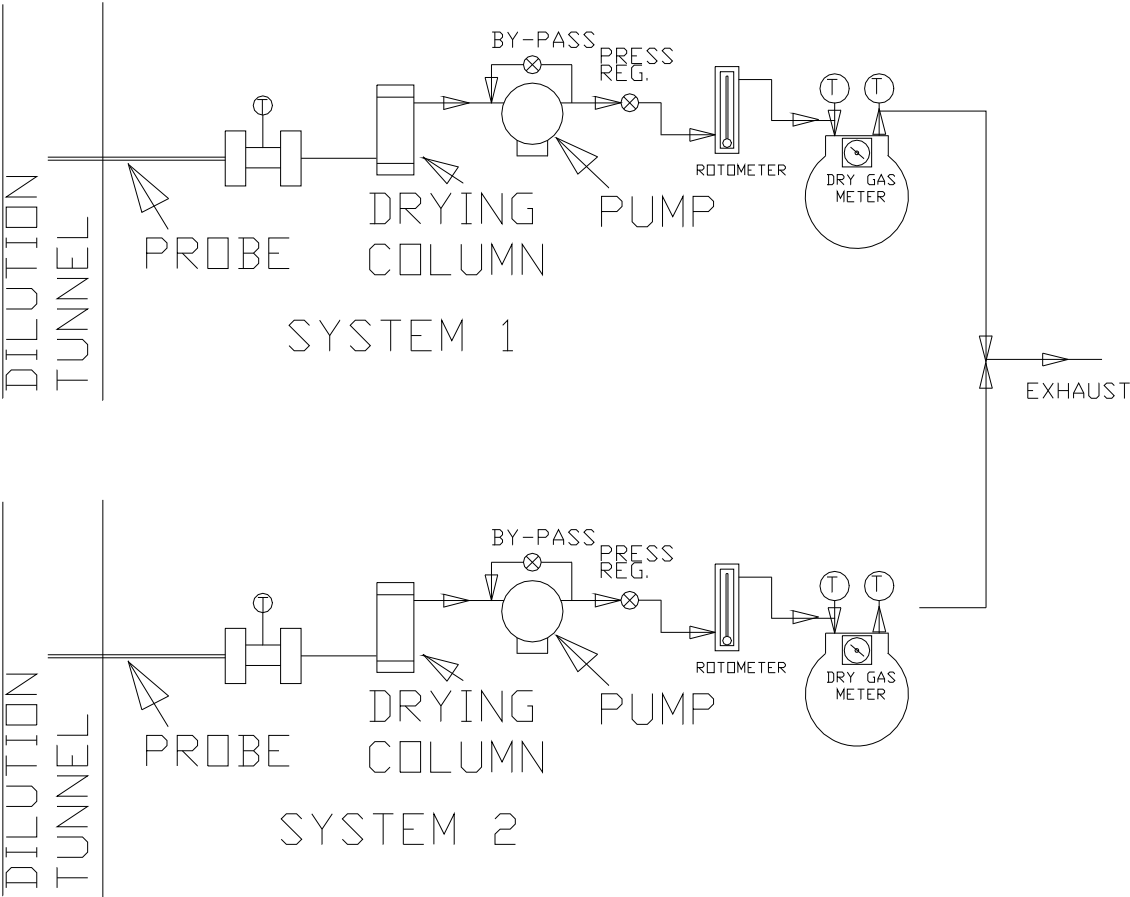 BY-PASS
PRESS
REG.
T
T
T
ROTOMETER
DRY GAS
METER
DRYING
COLUMN
PUMP
PROBE
DILUTION
TUNNEL
SYSTEM 1
EXHAUST
BY-PASS
PRESS
REG.
T
T
T
ROTOMETER
DRY GAS
METER
DRYING
COLUMN
PUMP
PROBE
DILUTION
TUNNEL
SYSTEM 2